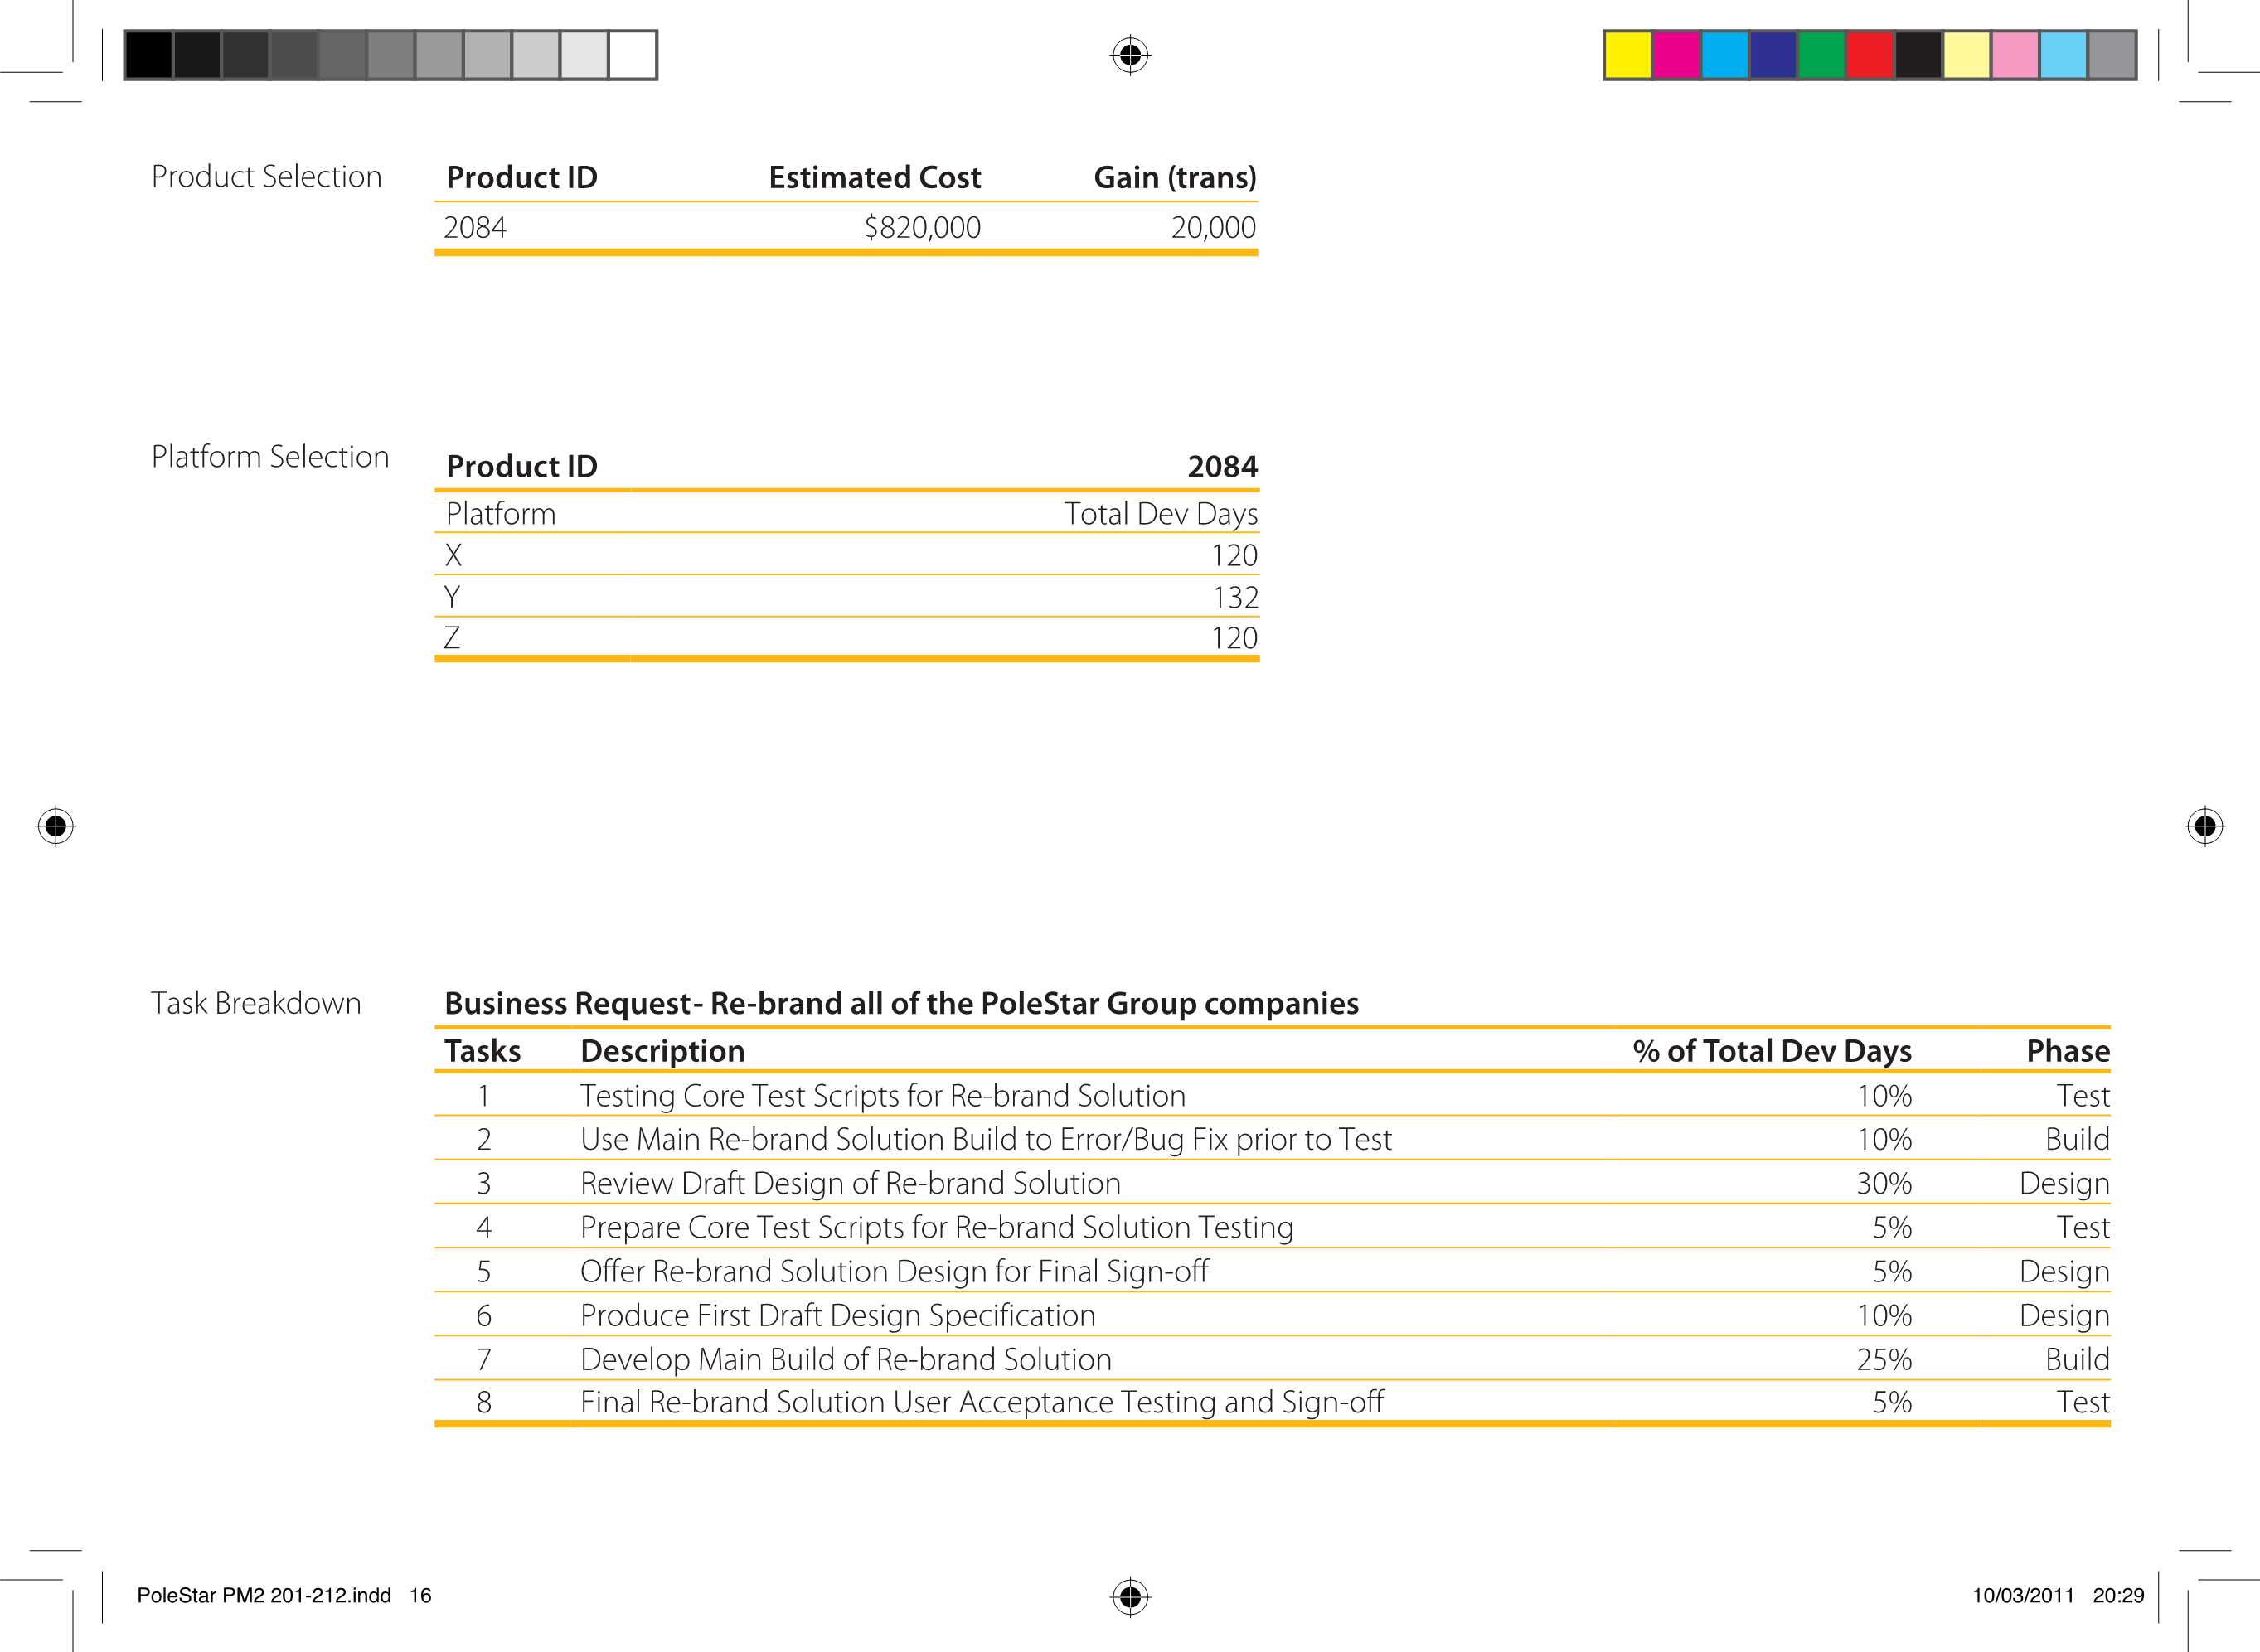 Product Selection Product ID Estimated Cost Gain (trans)
2084 $820,000 20,000
Platform Selection Product ID 2084
Platform Total Dev Days
X 120
Y 132
Z 120
Task Breakdown Business Request- Re-brand all of the PoleStar Group companies
Tasks Description % of Total Dev Days Phase
1 Testing Core Test Scripts for Re-brand Solution 10% Test
2 Use Main Re-brand Solution Build to Error/Bug Fix prior to Test 10% Build
3 Review Draft Design of Re-brand Solution 30% Design
4 Prepare Core Test Scripts for Re-brand Solution Testing 5% Test
5 Offer Re-brand Solution Design for Final Sign-off 5% Design
6 Produce First Draft Design Specification 10% Design
7 Develop Main Build of Re-brand Solution 25% Build
8 Final Re-brand Solution User Acceptance Testing and Sign-off 5% Test
PoleStar PM2 201-212.indd 16 10/03/2011 20:29